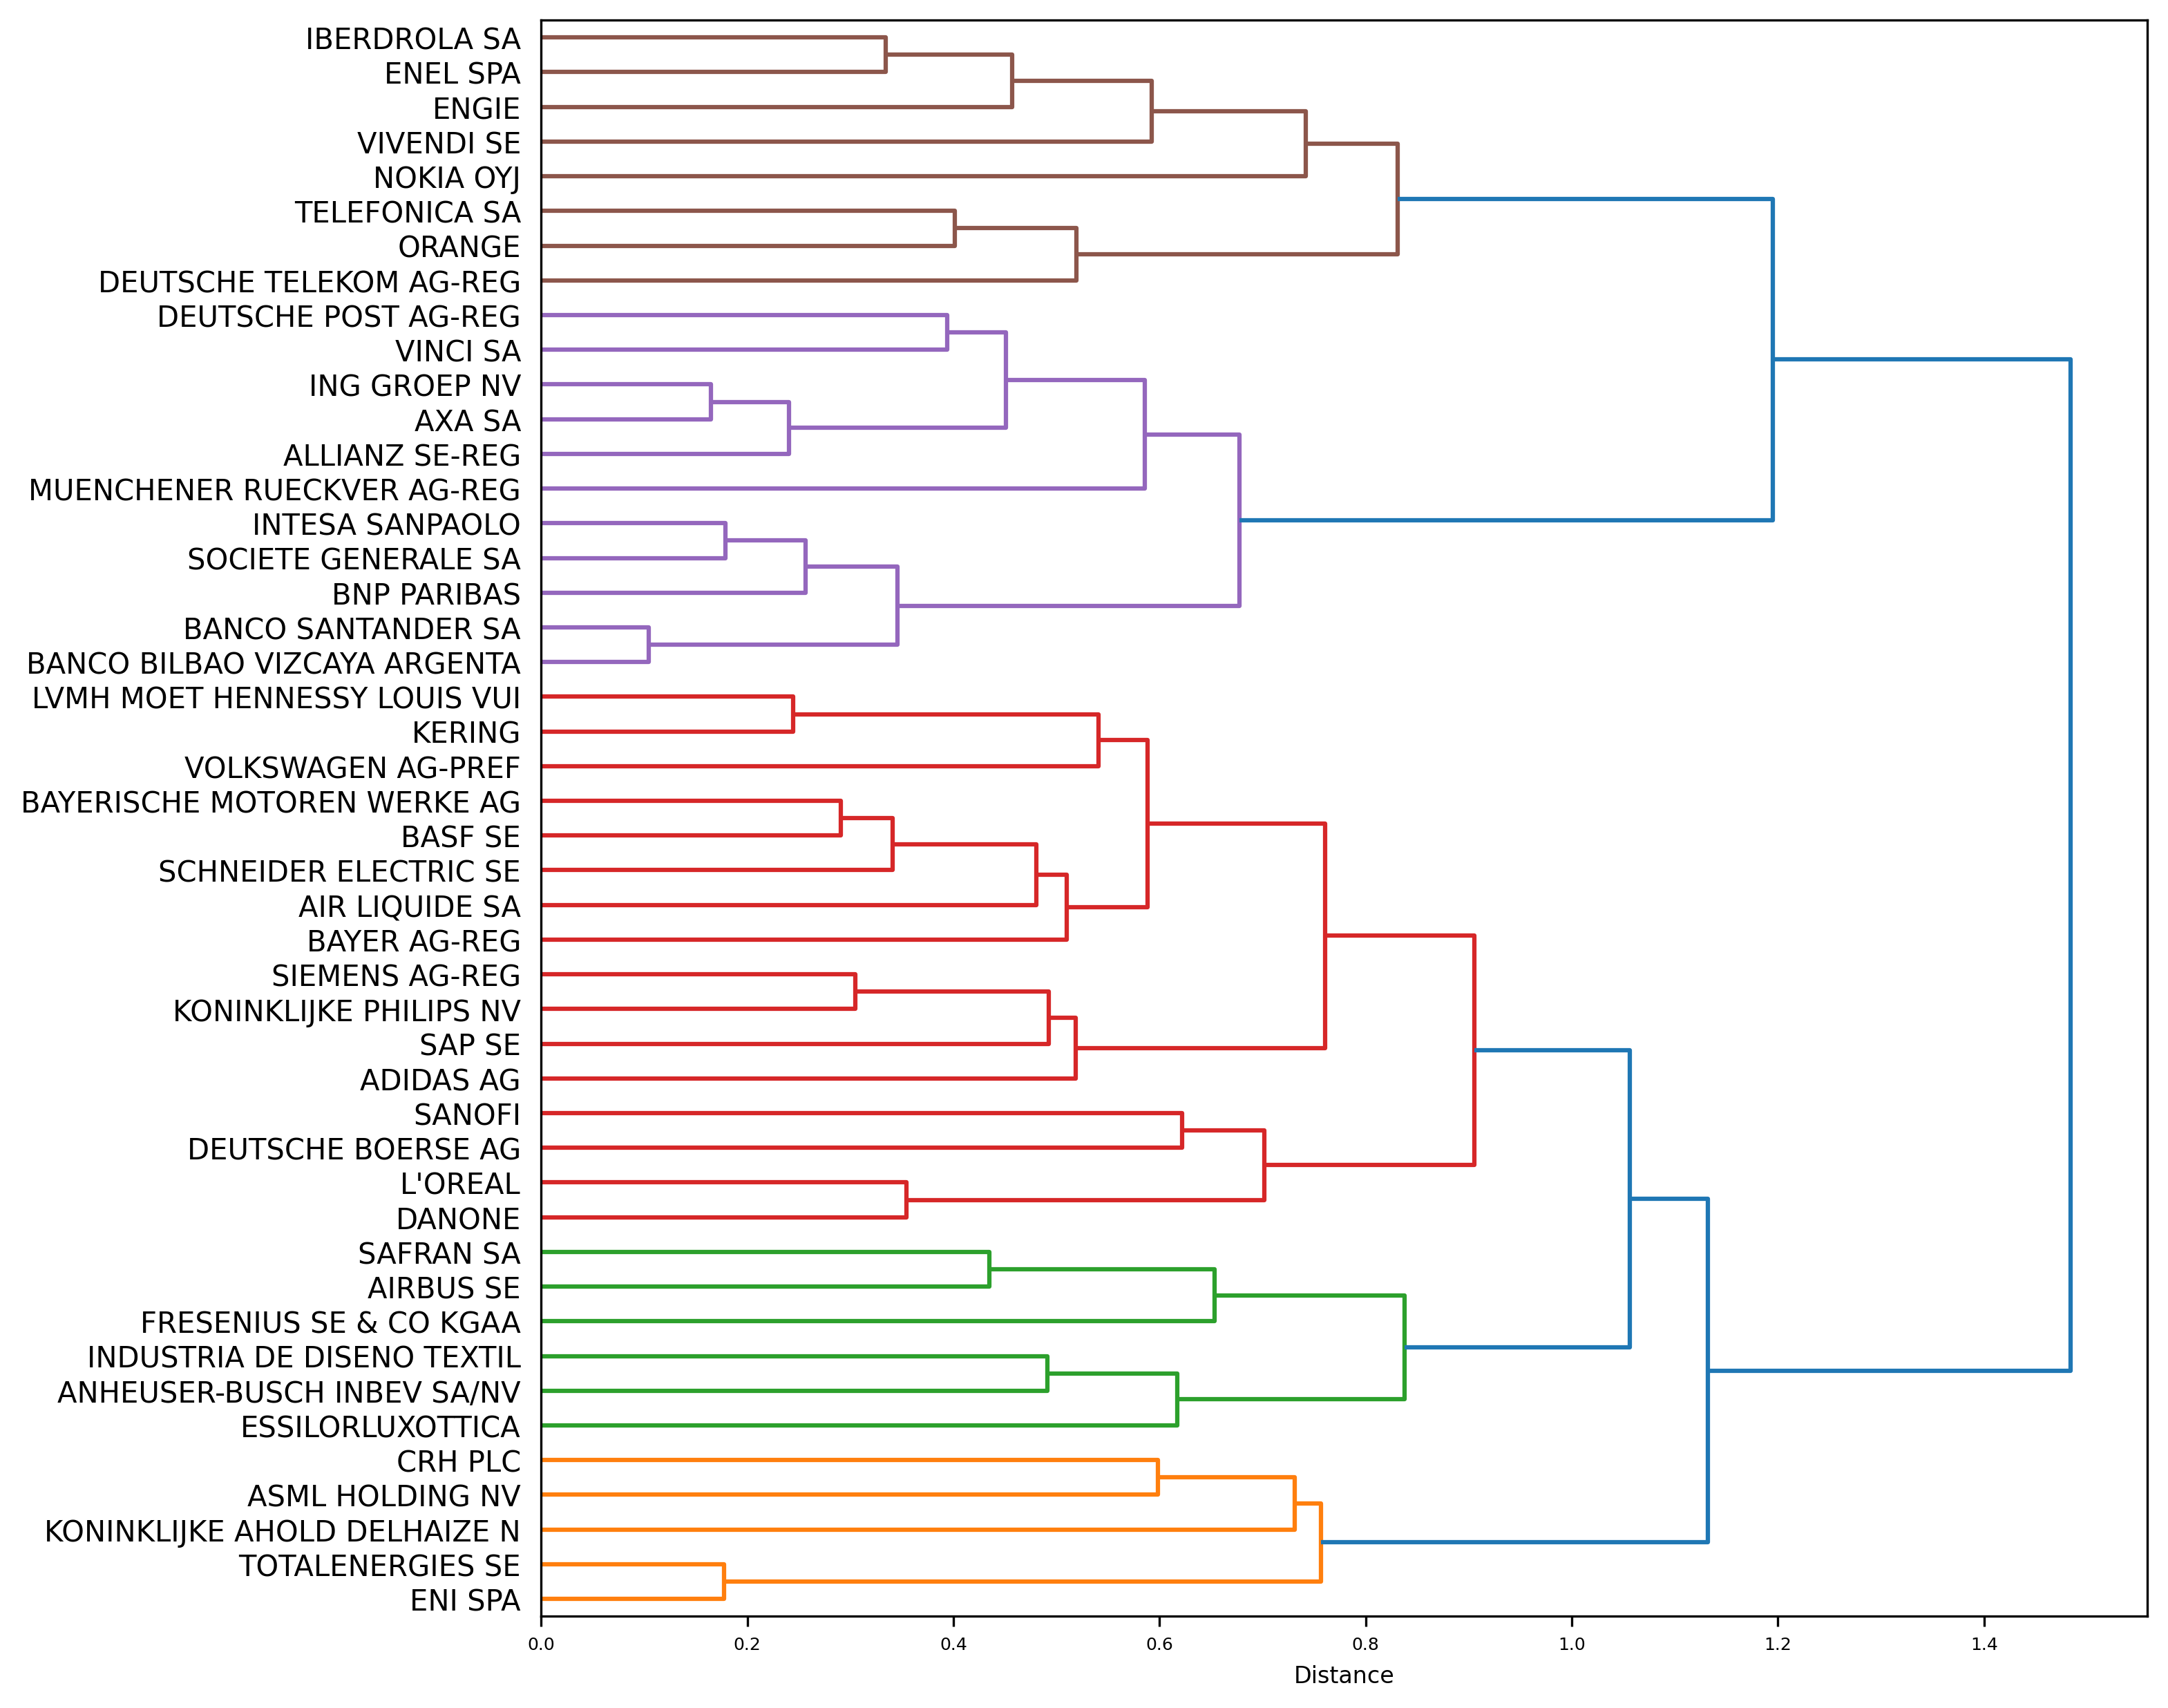 IBERDROLA SA
ENEL SPA
ENGIE
VIVENDI SE
NOKIA OYJ
TELEFONICA SA
ORANGE
DEUTSCHE TELEKOM AG-REG
DEUTSCHE POST AG-REG
VINCI SA
ING GROEP NV
AXA SA
ALLIANZ SE-REG
MUENCHENER RUECKVER AG-REG
INTESA SANPAOLO
SOCIETE GENERALE SA
BNP PARIBAS
BANCO SANTANDER SA
BANCO BILBAO VIZCAYA ARGENTA
LVMH MOET HENNESSY LOUIS VUI
KERING
VOLKSWAGEN AG-PREF
BAYERISCHE MOTOREN WERKE AG
BASF SE
SCHNEIDER ELECTRIC SE
AIR LIQUIDE SA
BAYER AG-REG
SIEMENS AG-REG
KONINKLIJKE PHILIPS NV
SAP SE
ADIDAS AG
SANOFI
DEUTSCHE BOERSE AG
L'OREAL
DANONE
SAFRAN SA
AIRBUS SE
FRESENIUS SE & CO KGAA
INDUSTRIA DE DISENO TEXTIL
ANHEUSER-BUSCH INBEV SA/NV
ESSILORLUXOTTICA
CRH PLC
ASML HOLDING NV
KONINKLIJKE AHOLD DELHAIZE N
TOTALENERGIES SE
ENI SPA
0.0 0.2 0.4 0.6 0.8 1.0 1.2 1.4
Distance